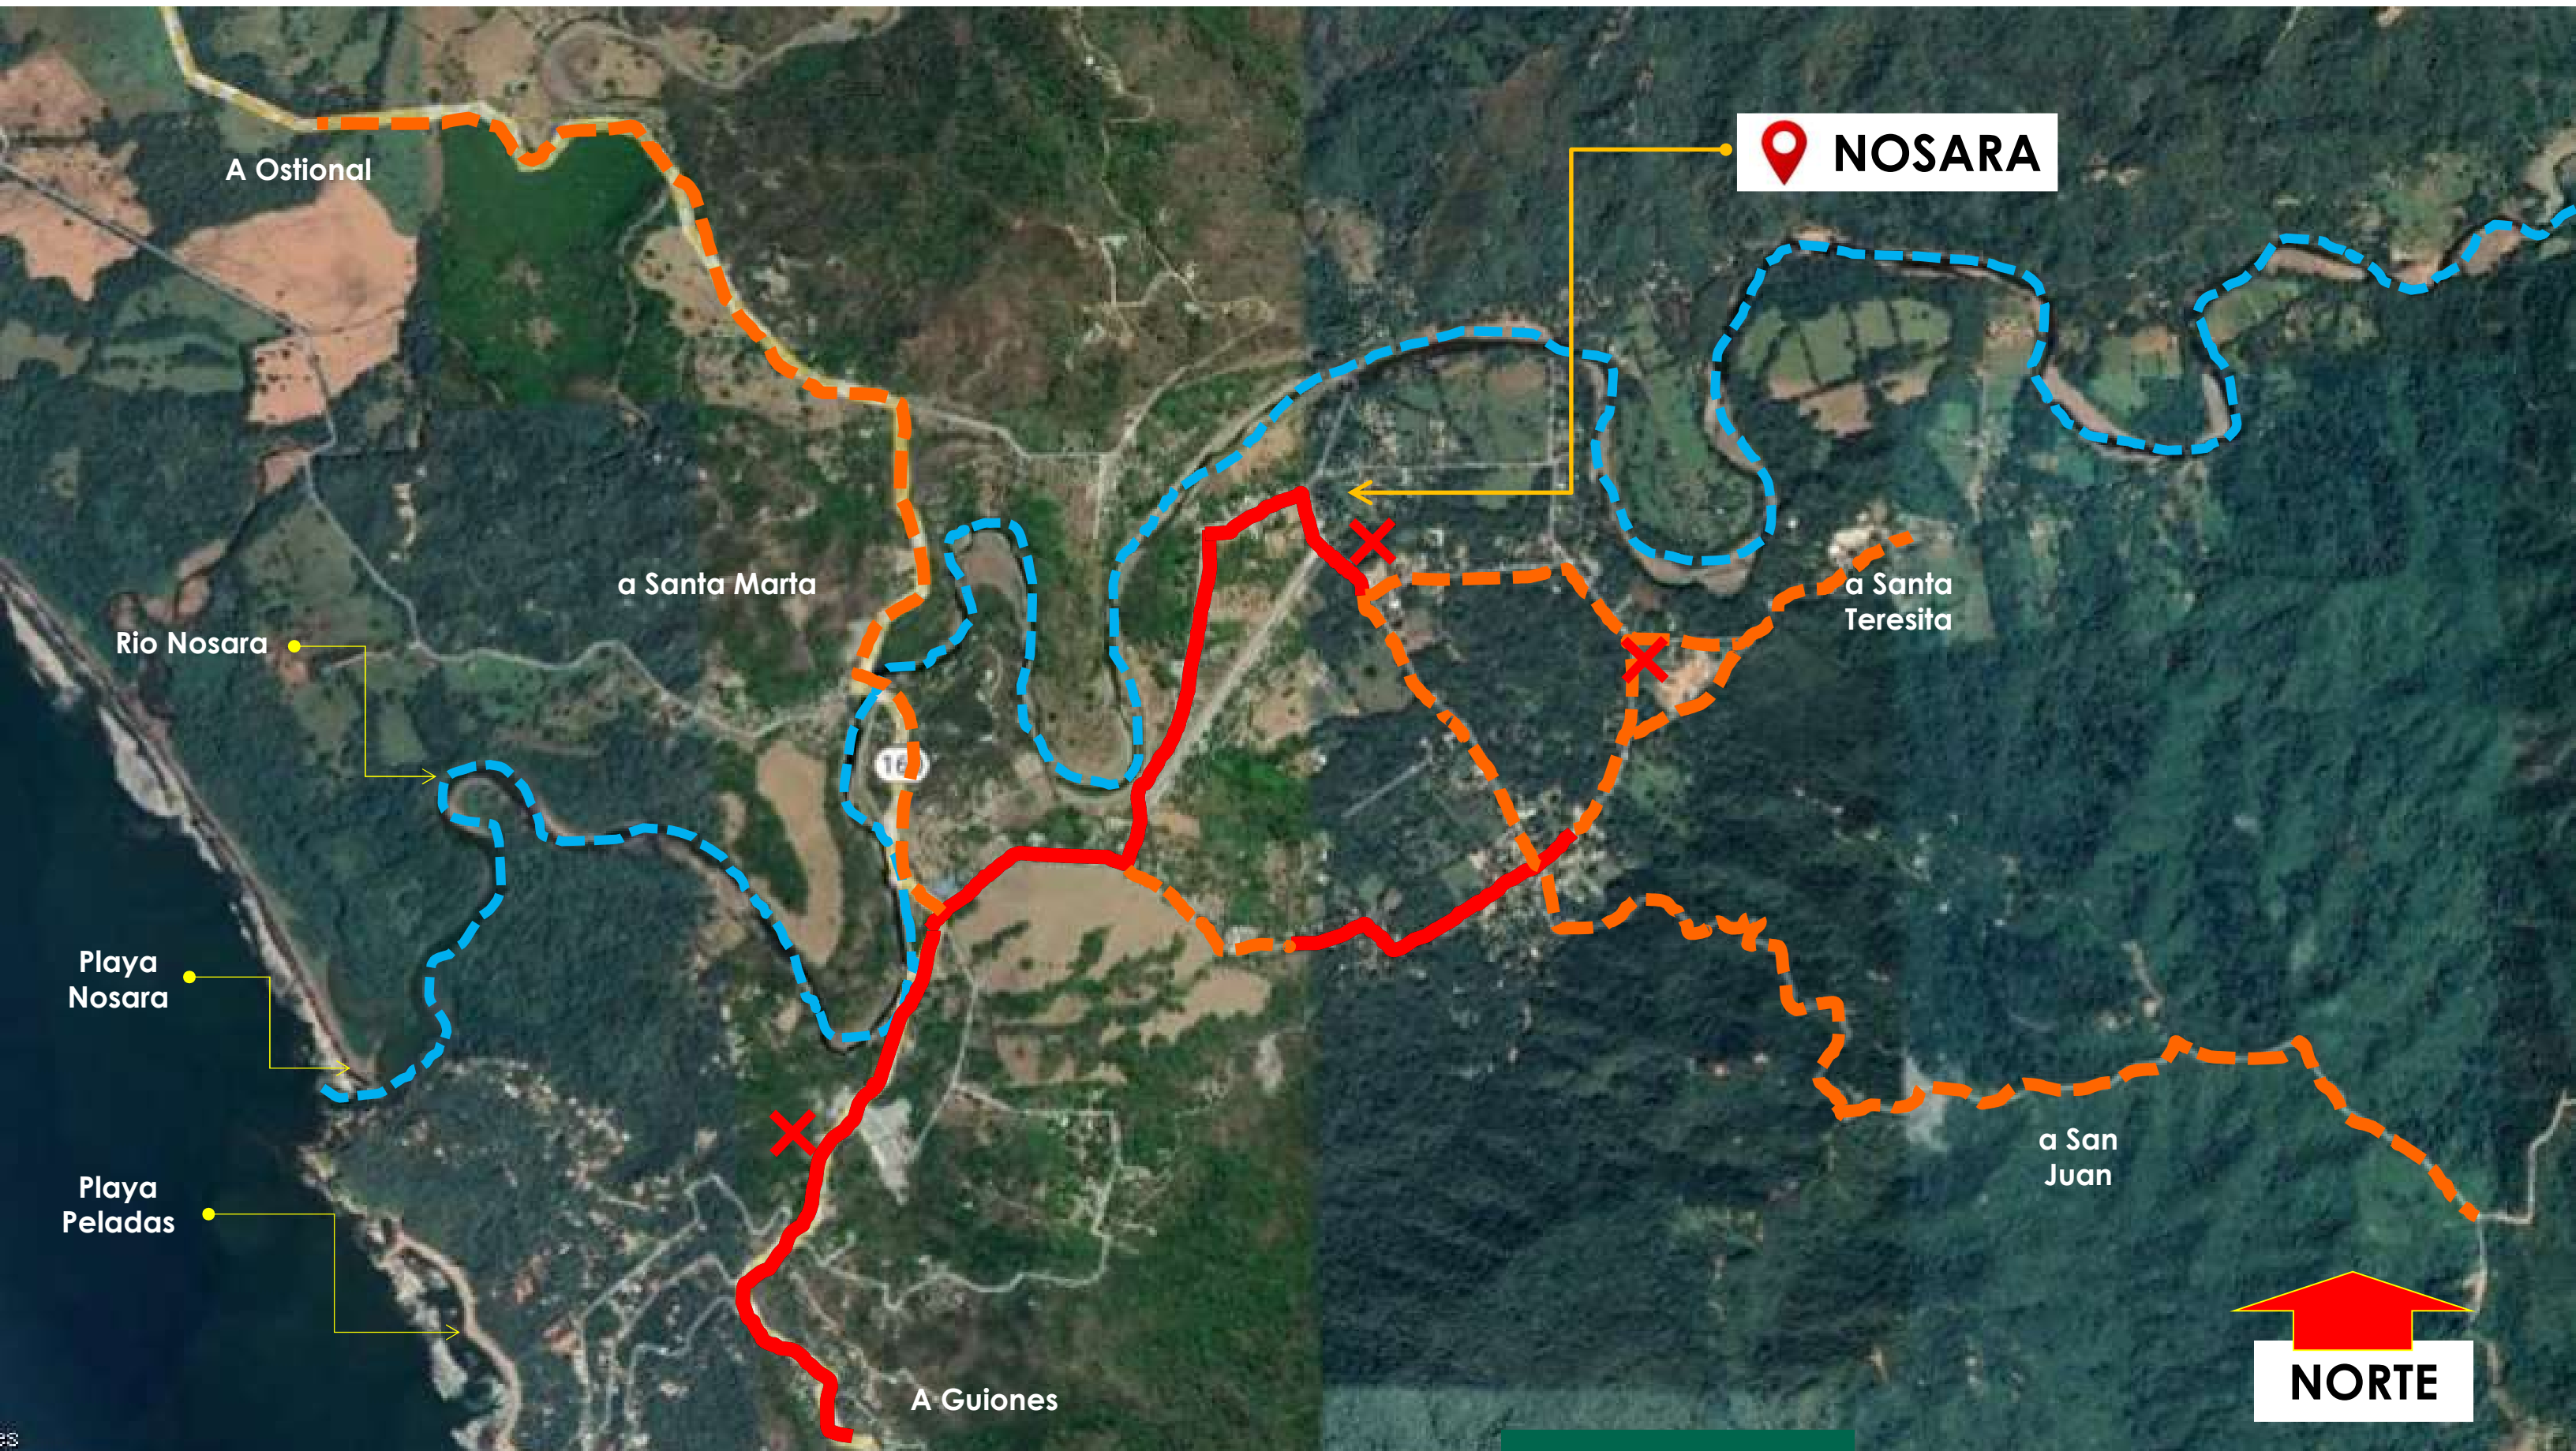 NOSARA
A Ostional
a Santa Marta
a Santa
Teresita
Rio Nosara
16
Playa
Nosara
a San
Juan
Playa
Peladas
A Guiones
NORTE